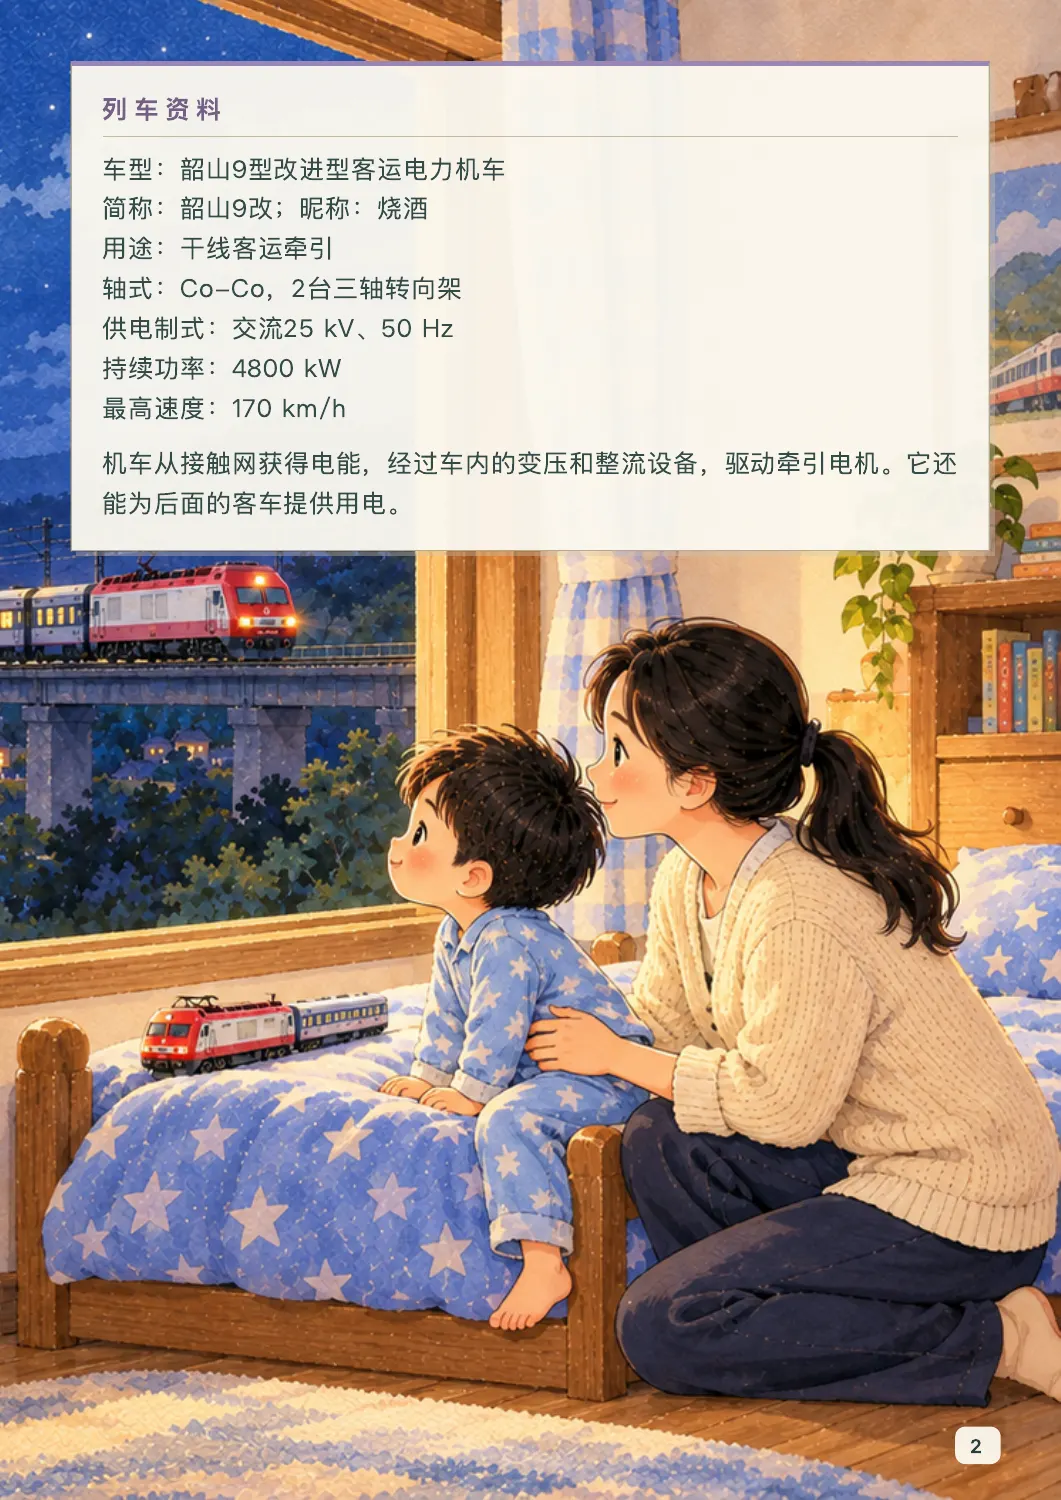 列车资料
车型：韶山9型改进型客运电力机车
简称：韶山9改；昵称：烧酒
用途：干线客运牵引
轴式：Co–Co，2台三轴转向架
供电制式：交流25 kV、50 Hz
持续功率：4800 kW
最高速度：170 km/h
机车从接触网获得电能，经过车内的变压和整流设备，驱动牵引电机。它还
能为后面的客车提供用电。
2